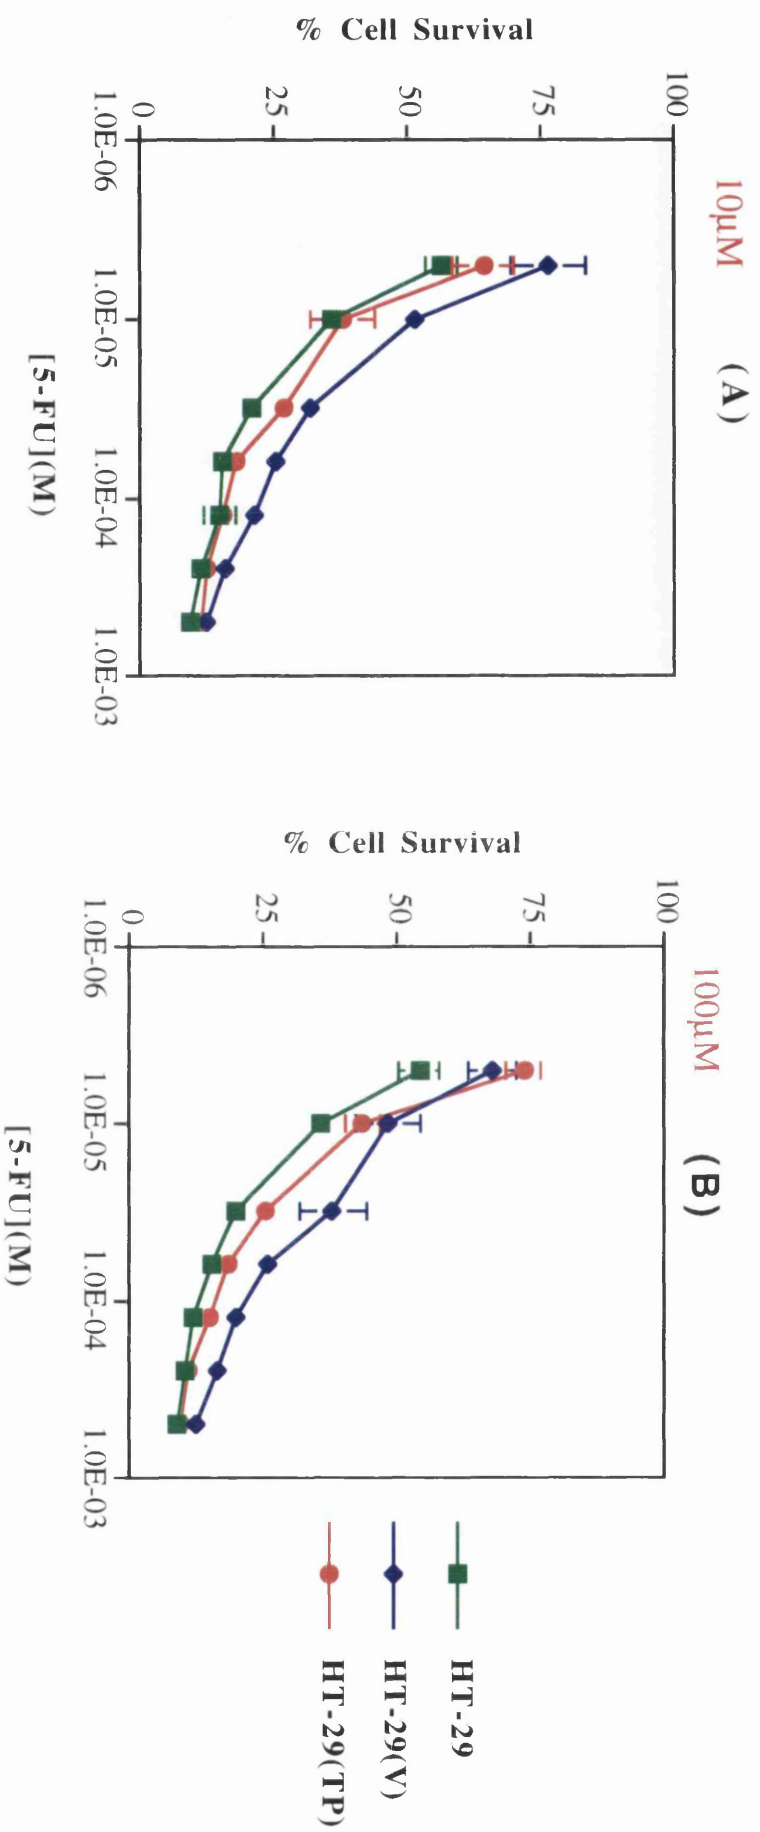 10μM
(A)
% Cell Survival
100
75
50
25
0
1.0E-06
1.0E-05
1.0E-04
1.0E-03
[5-FU](M)
100μM
(B)
% Cell Survival
100
75
50
25
0
1.0E-06
1.0E-05
1.0E-04
1.0E-03
[5-FU](M)
HT-29
HT-29(V)
HT-29(TP)